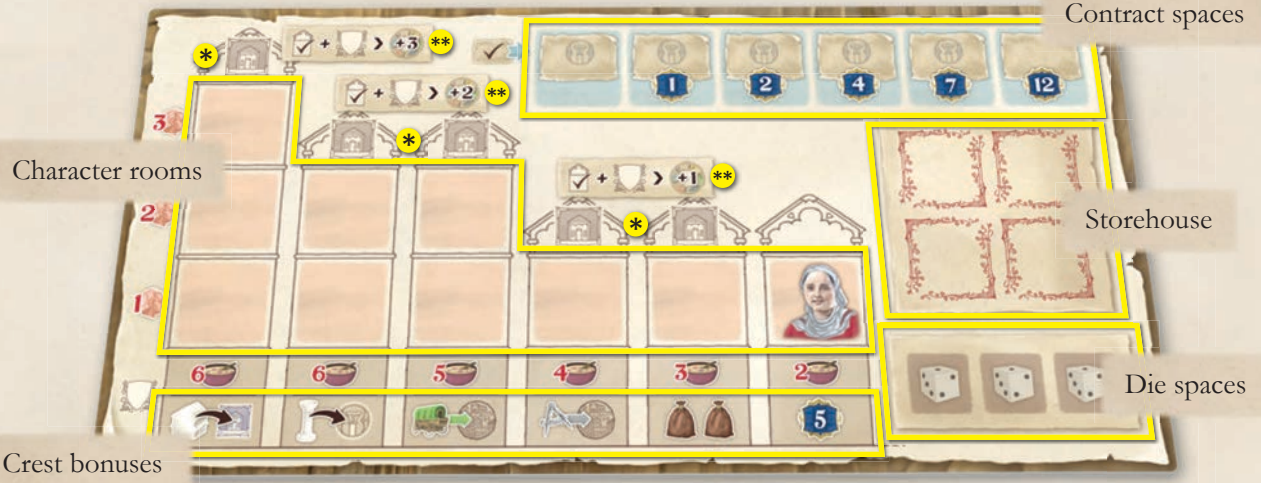 Contract spaces
* + > +3 **
1 2 4 7 12
+ > +2 **
3
*
Character rooms
+ > +1 **
2
*
Storehouse
1
6 6 5 4 3 2
Die spaces
5
Crest bonuses